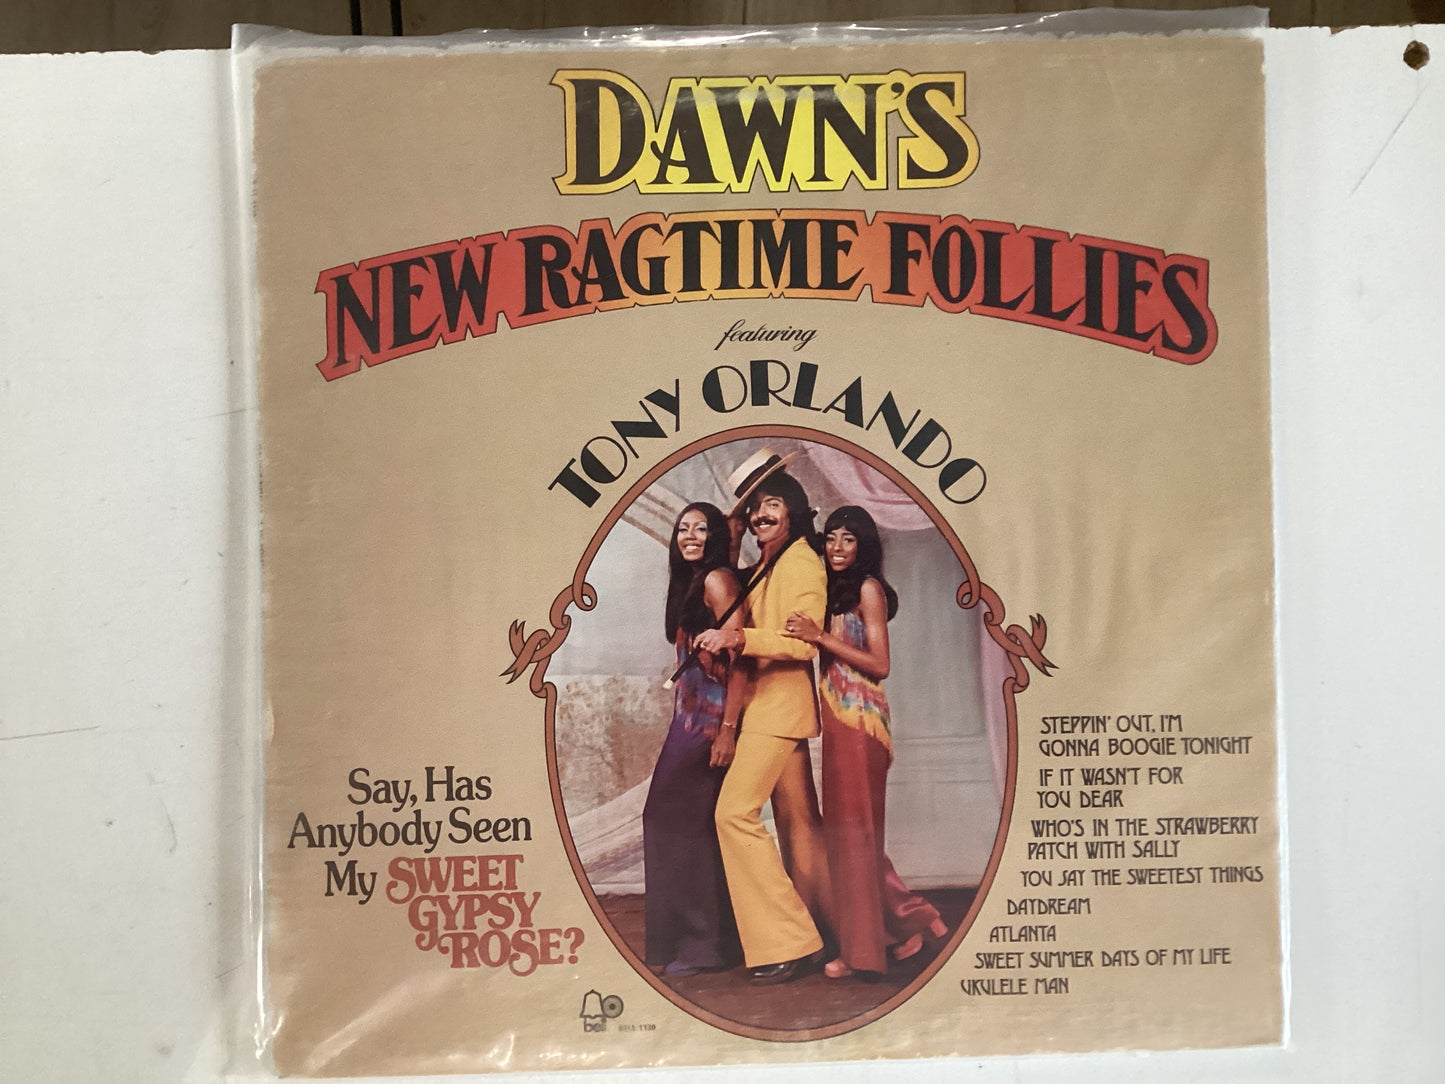 DAWN'S
NEW RAGTIME FOLLIES
featuring
TONY ORLANDO
Say, Has
Anybody Seen
My SWEET
GYPSY
ROSE?
STEPPIN' OUT, I'M
GONNA BOOGIE TONIGHT
IF IT WASN'T FOR
YOU DEAR
WHO'S IN THE STRAWBERRY
PATCH WITH SALLY
YOU SAY THE SWEETEST THINGS
DAYDREAM
ATLANTA
SWEET SUMMER DAYS OF MY LIFE
UKULELE MAN
bell
BELL 1130